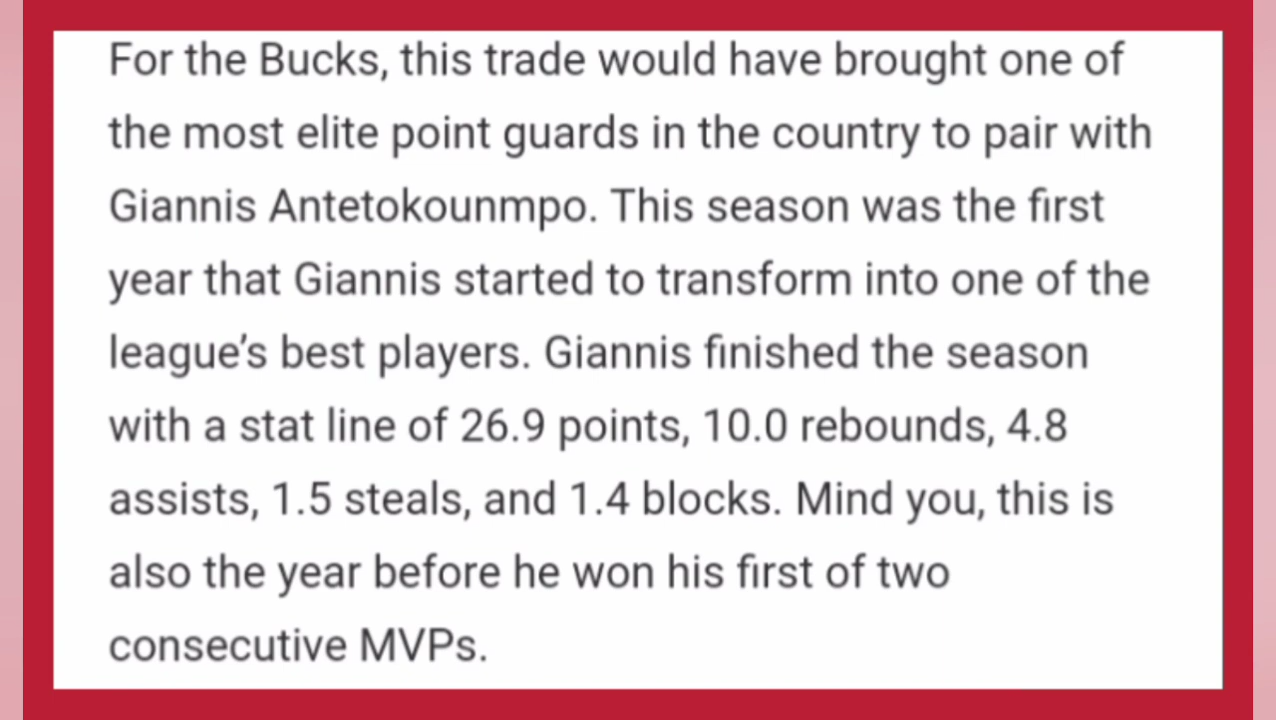 For the Bucks, this trade would have brought one of
the most elite point guards in the country to pair with
Giannis Antetokounmpo. This season was the first
year that Giannis started to transform into one of the
league’s best players. Giannis finished the season
with a stat line of 26.9 points, 10.0 rebounds, 4.8
assists, 1.5 steals, and 1.4 blocks. Mind you, this is
also the year before he won his first of two
consecutive MVPs.